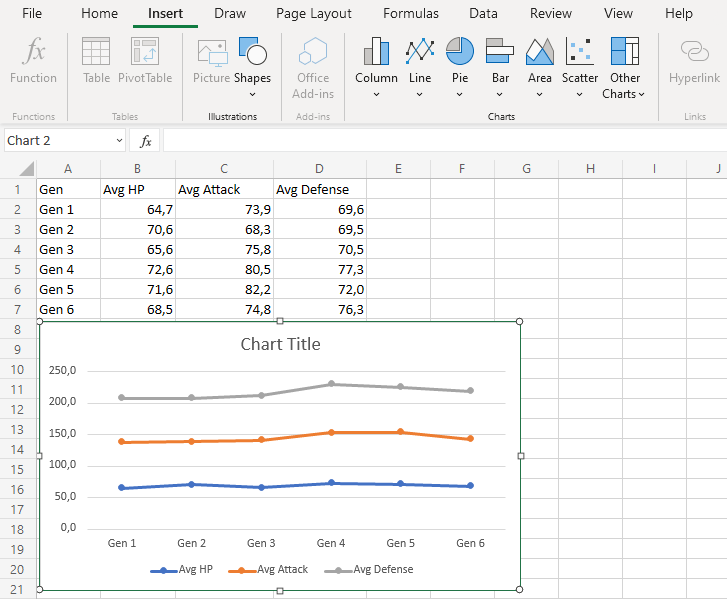 File Home Insert Draw Page Layout Formulas Data Review View Help
Function Table PivotTable Picture Shapes Office Add-ins Column Line Pie Bar Area Scatter Other Charts Hyperlink
Functions Tables Illustrations Add-ins Charts Links
Chart 2 fx
A B C D E F G H I J
1 Gen Avg HP Avg Attack Avg Defense
2 Gen 1 64,7 73,9 69,6
3 Gen 2 70,6 68,3 69,5
4 Gen 3 65,6 75,8 70,5
5 Gen 4 72,6 80,5 77,3
6 Gen 5 71,6 82,2 72,0
7 Gen 6 68,5 74,8 76,3
8
9 Chart Title
10 250,0
11
12 200,0
13 150,0
14
15 100,0
16
17 50,0
18 0,0
19 Gen 1 Gen 2 Gen 3 Gen 4 Gen 5 Gen 6
20 Avg HP Avg Attack Avg Defense
21